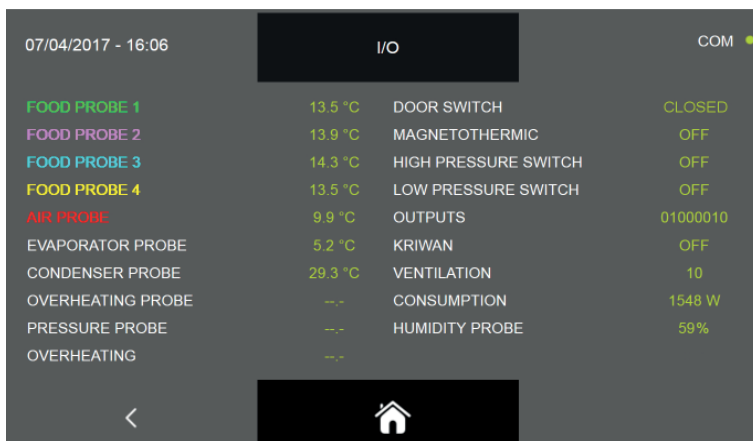 07/04/2017 - 16:06 I/O COM
FOOD PROBE 1 13.5 °C DOOR SWITCH CLOSED
FOOD PROBE 2 13.9 °C MAGNETOTHERMIC OFF
FOOD PROBE 3 14.3 °C HIGH PRESSURE SWITCH OFF
FOOD PROBE 4 13.5 °C LOW PRESSURE SWITCH OFF
AIR PROBE 9.9 °C OUTPUTS 01000010
EVAPORATOR PROBE 5.2 °C KRIWAN OFF
CONDENSER PROBE 29.3 °C VENTILATION 10
OVERHEATING PROBE --.- CONSUMPTION 1548 W
PRESSURE PROBE --.- HUMIDITY PROBE 59%
OVERHEATING --.-